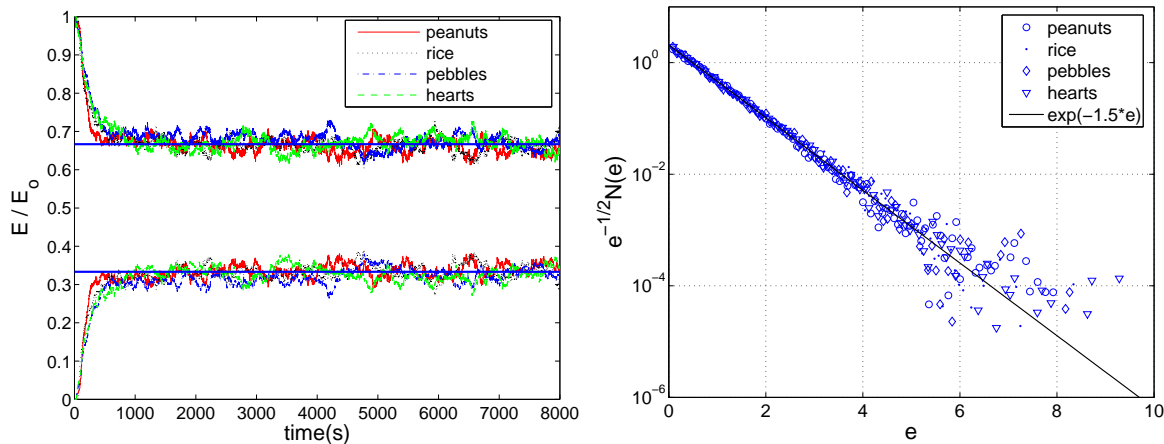 1
0.9
0.8
0.7
0.6
0.5
0.4
0.3
0.2
0.1
0
E / E_o
0 1000 2000 3000 4000 5000 6000 7000 8000
time(s)
peanuts
rice
pebbles
hearts
10^0
10^−2
10^−4
10^−6
e^−1/2N(e)
0 2 4 6 8 10
e
peanuts
rice
pebbles
hearts
exp(−1.5*e)